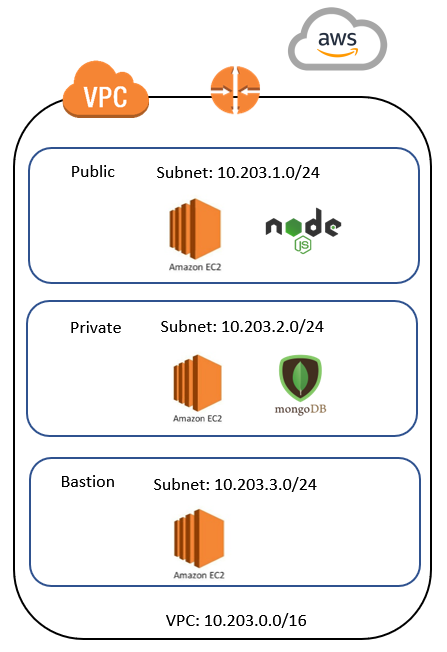 aws
VPC
Public Subnet: 10.203.1.0/24
node
JS
Amazon EC2
Private Subnet: 10.203.2.0/24
mongoDB
Amazon EC2
Bastion Subnet: 10.203.3.0/24
Amazon EC2
VPC: 10.203.0.0/16